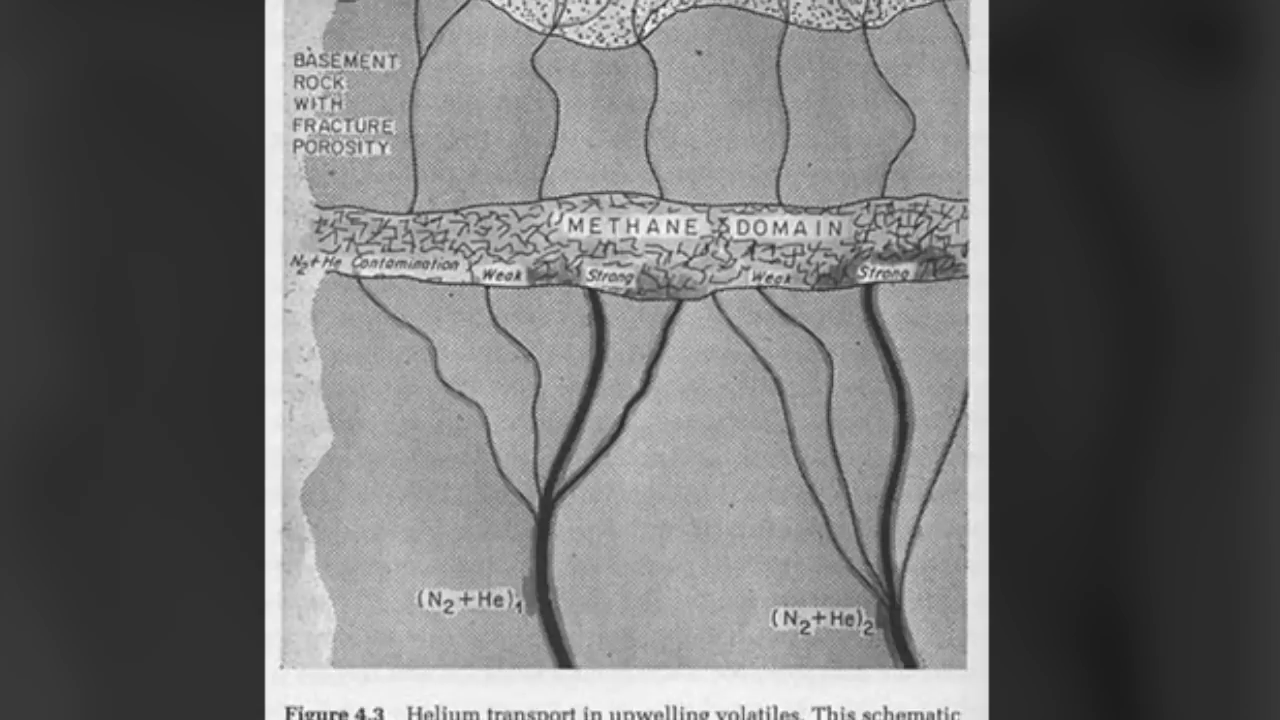 BASEMENT
ROCK
WITH
FRACTURE
POROSITY
METHANE DOMAIN
N₂+He Contamination Weak Strong Weak Strong
(N₂+He)₁
(N₂+He)₂
Figure 4.3 Helium transport in upwelling volatiles. This schematic